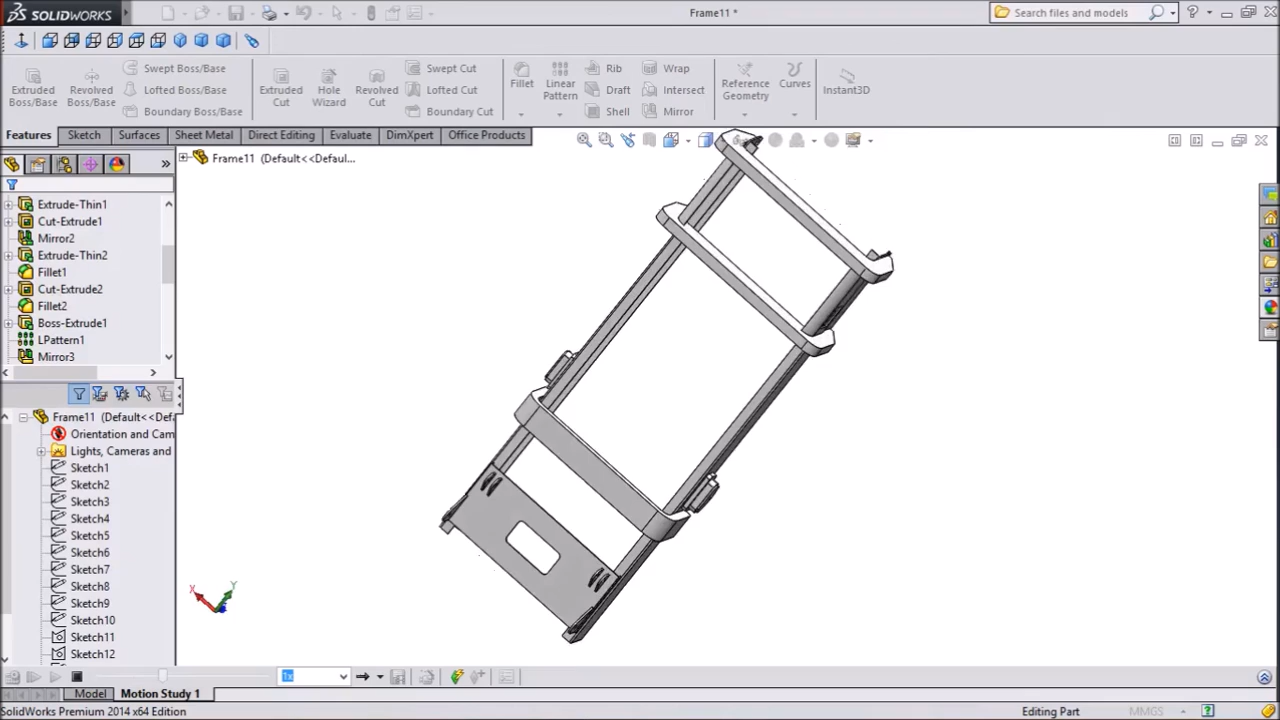 SOLIDWORKS
Frame11 *
Search files and models
Extruded Boss/Base
Revolved Boss/Base
Swept Boss/Base
Lofted Boss/Base
Boundary Boss/Base
Extruded Cut
Hole Wizard
Revolved Cut
Swept Cut
Lofted Cut
Boundary Cut
Fillet
Linear Pattern
Rib
Draft
Shell
Wrap
Intersect
Mirror
Reference Geometry
Curves
Instant3D
Features
Sketch
Surfaces
Sheet Metal
Direct Editing
Evaluate
DimXpert
Office Products
Frame11 (Default<<Defaul...
Extrude-Thin1
Cut-Extrude1
Mirror2
Extrude-Thin2
Fillet1
Cut-Extrude2
Fillet2
Boss-Extrude1
LPattern1
Mirror3
Frame11 (Default<<Defa
Orientation and Cam
Lights, Cameras and
Sketch1
Sketch2
Sketch3
Sketch4
Sketch5
Sketch6
Sketch7
Sketch8
Sketch9
Sketch10
Sketch11
Sketch12
X
Y
1x
Model
Motion Study 1
SolidWorks Premium 2014 x64 Edition
Editing Part
MMGS